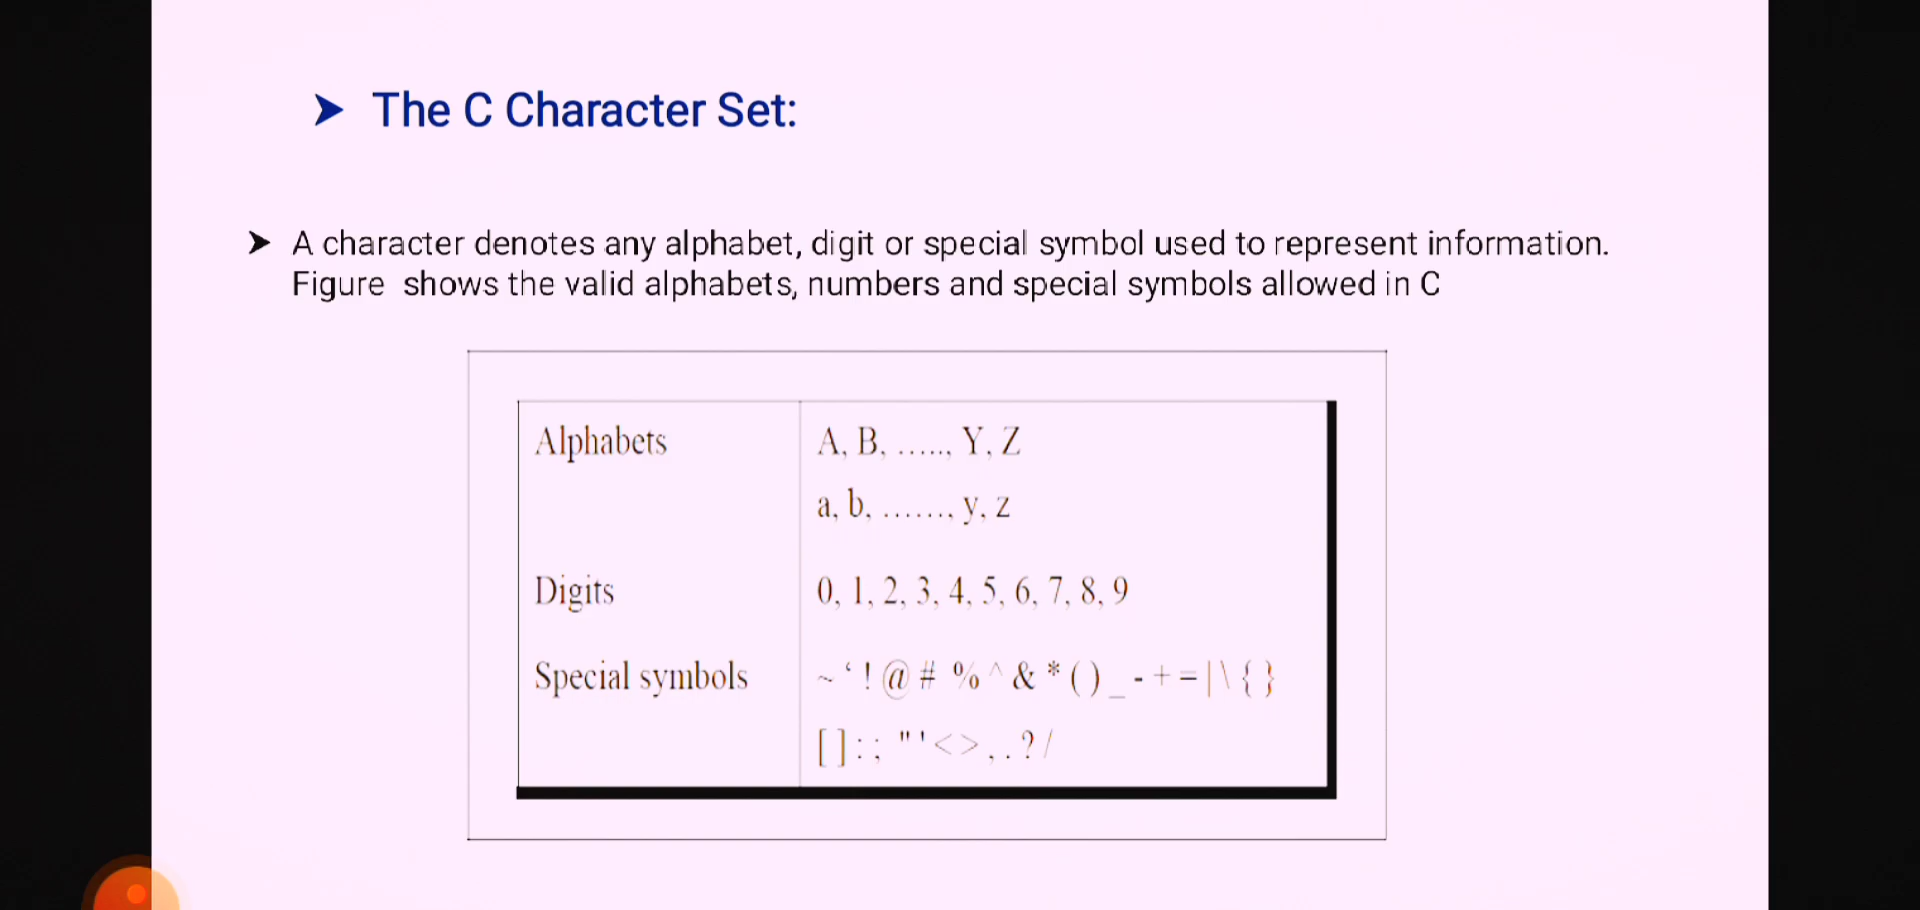 ➤ The C Character Set:
➤ A character denotes any alphabet, digit or special symbol used to represent information.
Figure shows the valid alphabets, numbers and special symbols allowed in C
Alphabets A, B, ....., Y, Z
a, b, ......, y, z
Digits 0, 1, 2, 3, 4, 5, 6, 7, 8, 9
Special symbols ~ ‘ ! @ # % ^ & * ( ) _ - + = | \ { }
[ ] : ; " ' < > , . ? /